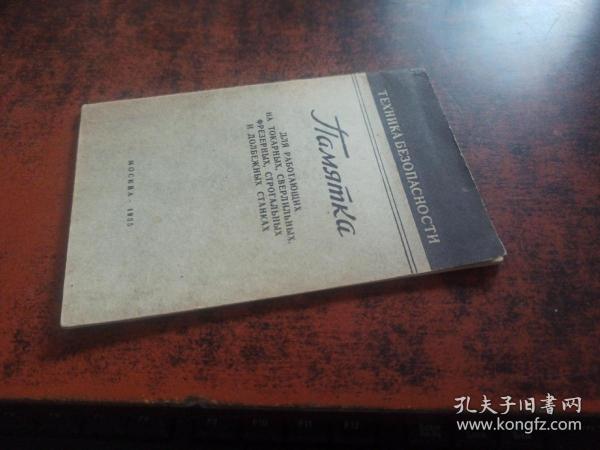 ТЕХНИКА БЕЗОПАСНОСТИ
Памятка
ДЛЯ РАБОТАЮЩИХ
НА ТОКАРНЫХ, СВЕРЛИЛЬНЫХ,
ФРЕЗЕРНЫХ, СТРОГАЛЬНЫХ
И ДОЛБЕЖНЫХ СТАНКАХ
МОСКВА - 1955
孔夫子旧书网
www.kongfz.com